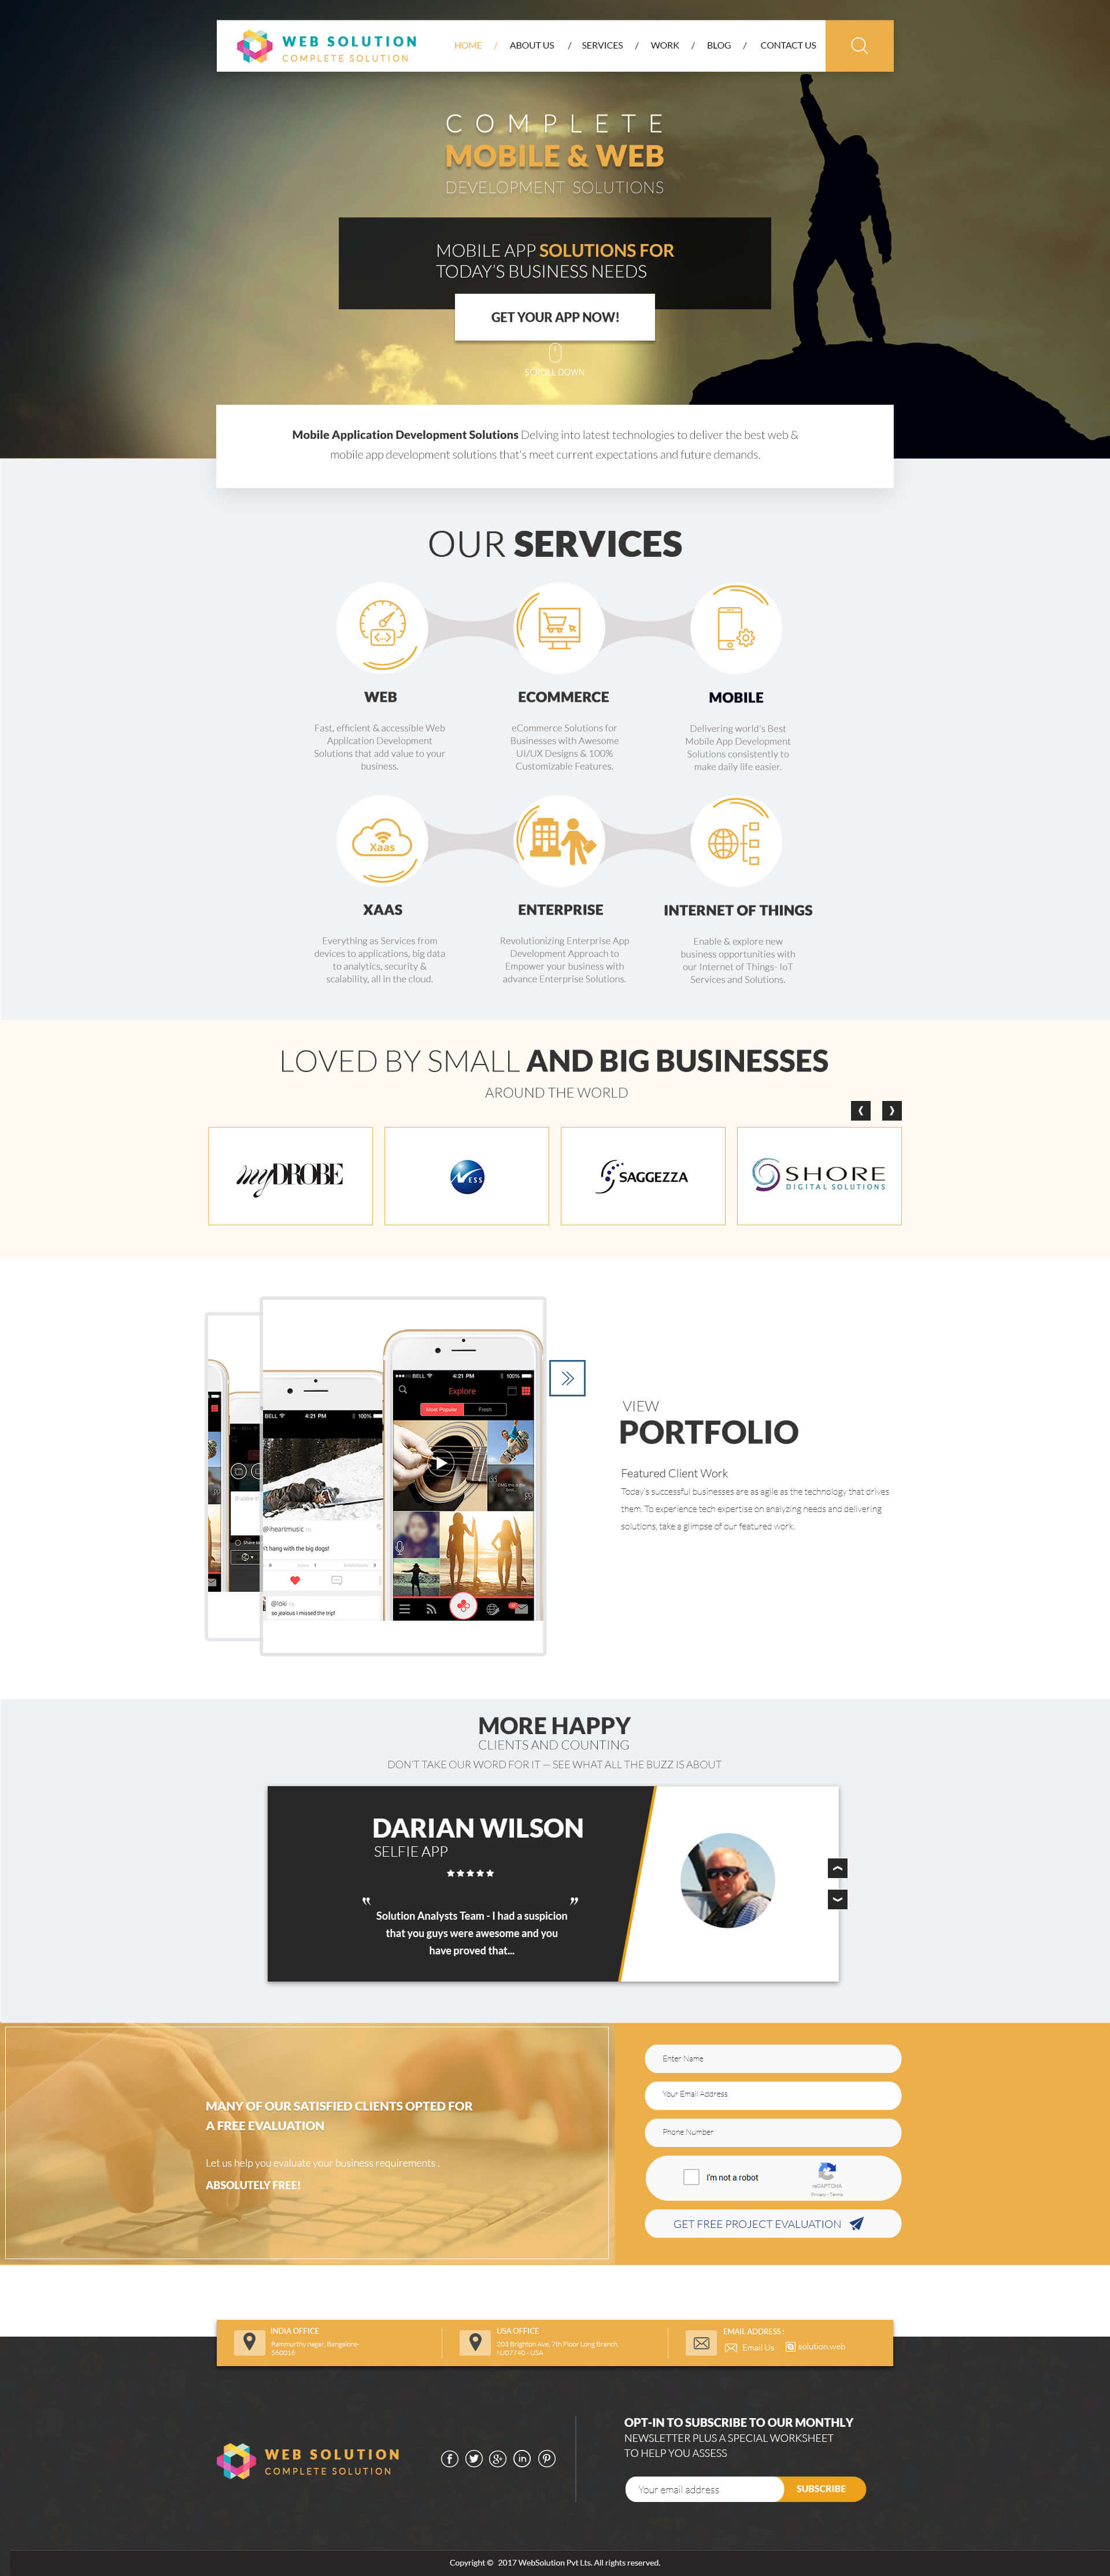 WEB SOLUTION
COMPLETE SOLUTION
HOME / ABOUT US / SERVICES / WORK / BLOG / CONTACT US
COMPLETE
MOBILE & WEB
DEVELOPMENT SOLUTIONS
MOBILE APP SOLUTIONS FOR
TODAY'S BUSINESS NEEDS
GET YOUR APP NOW!
SCROLL DOWN
Mobile Application Development Solutions Delving into latest technologies to deliver the best web &
mobile app development solutions that's meet current expectations and future demands.
OUR SERVICES
WEB
Fast, efficient & accessible Web
Application Development
Solutions that add value to your
business.
ECOMMERCE
eCommerce Solutions for
Businesses with Awesome
UI/UX Designs & 100%
Customizable Features.
MOBILE
Delivering world's Best
Mobile App Development
Solutions consistently to
make daily life easier.
Xaas
XAAS
Everything as Services from
devices to applications, big data
to analytics, security &
scalability, all in the cloud.
ENTERPRISE
Revolutionizing Enterprise App
Development Approach to
Empower your business with
advance Enterprise Solutions.
INTERNET OF THINGS
Enable & explore new
business opportunities with
our Internet of Things- IoT
Services and Solutions.
LOVED BY SMALL AND BIG BUSINESSES
AROUND THE WORLD
myDROBE
NESS
SAGGEZZA
SHORE
DIGITAL SOLUTIONS
BELL 4:21 PM 100%
Explore
Most Popular Fresh
BELL 4:21 PM 100%
@iheartmusic
't hang with the big dogs!
@loki
so jealous I missed the trip!
VIEW
PORTFOLIO
Featured Client Work
Today's successful businesses are as agile as the technology that drives
them. To experience tech expertise on analyzing needs and delivering
solutions, take a glimpse of our featured work.
MORE HAPPY
CLIENTS AND COUNTING
DON'T TAKE OUR WORD FOR IT — SEE WHAT ALL THE BUZZ IS ABOUT
DARIAN WILSON
SELFIE APP
" "
Solution Analysts Team - I had a suspicion
that you guys were awesome and you
have proved that...
MANY OF OUR SATISFIED CLIENTS OPTED FOR
A FREE EVALUATION
Let us help you evaluate your business requirements .
ABSOLUTELY FREE!
Enter Name
Your Email Address
Phone Number
I'm not a robot
reCAPTCHA
Privacy - Terms
GET FREE PROJECT EVALUATION
INDIA OFFICE
Rammurthy nagar, Bangalore-
560016
USA OFFICE
203 Brighton Ave, 7th Floor Long Branch,
NJ07740 - USA
EMAIL ADDRESS :
Email Us
solution.web
WEB SOLUTION
COMPLETE SOLUTION
OPT-IN TO SUBSCRIBE TO OUR MONTHLY
NEWSLETTER PLUS A SPECIAL WORKSHEET
TO HELP YOU ASSESS
Your email address
SUBSCRIBE
Copyright © 2017 WebSolution Pvt Lts. All rights reserved.